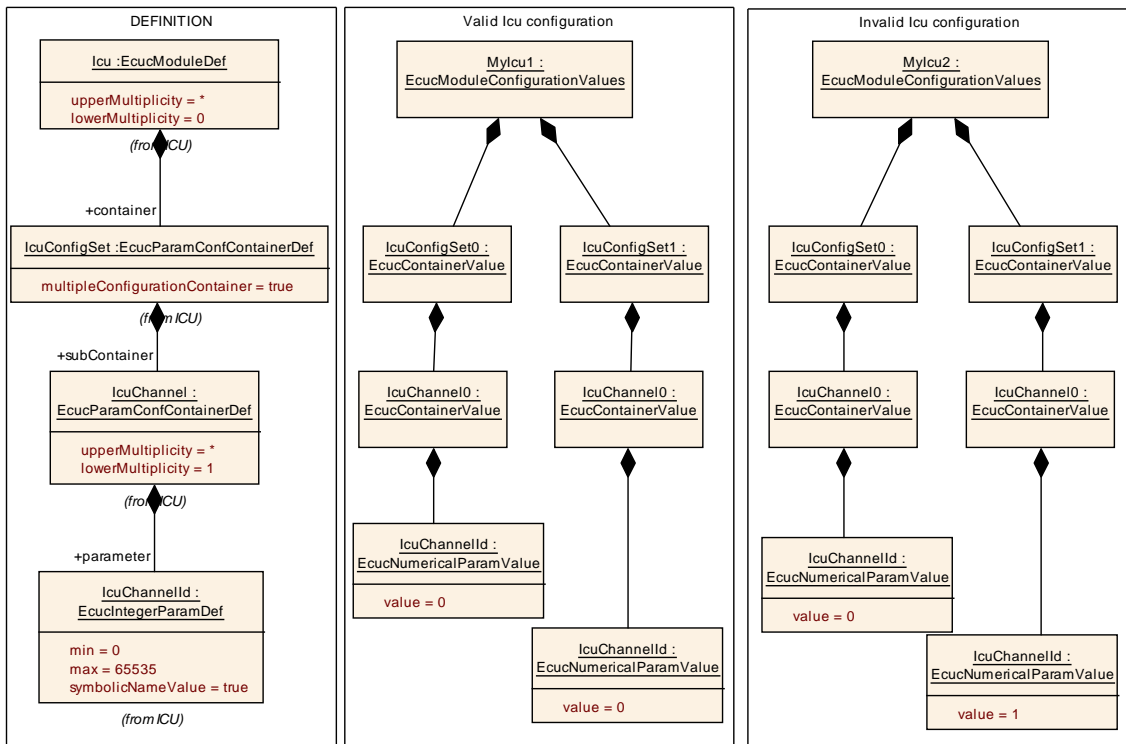 DEFINITION
Icu :EcucModuleDef
upperMultiplicity = *
lowerMultiplicity = 0
(from ICU)
+container
IcuConfigSet :EcucParamConfContainerDef
multipleConfigurationContainer = true
(from ICU)
+subContainer
IcuChannel :
EcucParamConfContainerDef
upperMultiplicity = *
lowerMultiplicity = 1
(from ICU)
+parameter
IcuChannelId :
EcucIntegerParamDef
min = 0
max = 65535
symbolicNameValue = true
(from ICU)
Valid Icu configuration
MyIcu1 :
EcucModuleConfigurationValues
IcuConfigSet0 :
EcucContainerValue
IcuConfigSet1 :
EcucContainerValue
IcuChannel0 :
EcucContainerValue
IcuChannel0 :
EcucContainerValue
IcuChannelId :
EcucNumericalParamValue
value = 0
IcuChannelId :
EcucNumericalParamValue
value = 0
Invalid Icu configuration
MyIcu2 :
EcucModuleConfigurationValues
IcuConfigSet0 :
EcucContainerValue
IcuConfigSet1 :
EcucContainerValue
IcuChannel0 :
EcucContainerValue
IcuChannel0 :
EcucContainerValue
IcuChannelId :
EcucNumericalParamValue
value = 0
IcuChannelId :
EcucNumericalParamValue
value = 1